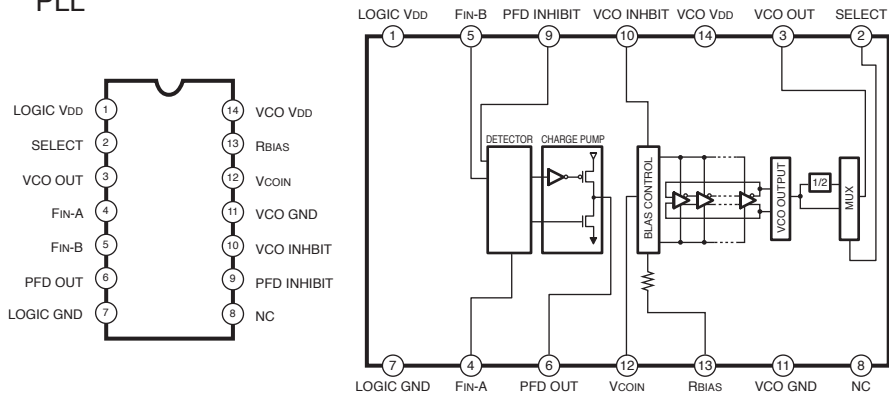 PLL
LOGIC VDD 1
SELECT 2
VCO OUT 3
FIN-A 4
FIN-B 5
PFD OUT 6
LOGIC GND 7
14 VCO VDD
13 RBIAS
12 VCOIN
11 VCO GND
10 VCO INHBIT
9 PFD INHIBIT
8 NC
LOGIC VDD FIN-B PFD INHIBIT VCO INHBIT VCO VDD VCO OUT SELECT
1 5 9 10 14 3 2
DETECTOR CHARGE PUMP
BLAS CONTROL
VCO OUTPUT
1/2
MUX
7 4 6 12 13 11 8
LOGIC GND FIN-A PFD OUT VCOIN RBIAS VCO GND NC